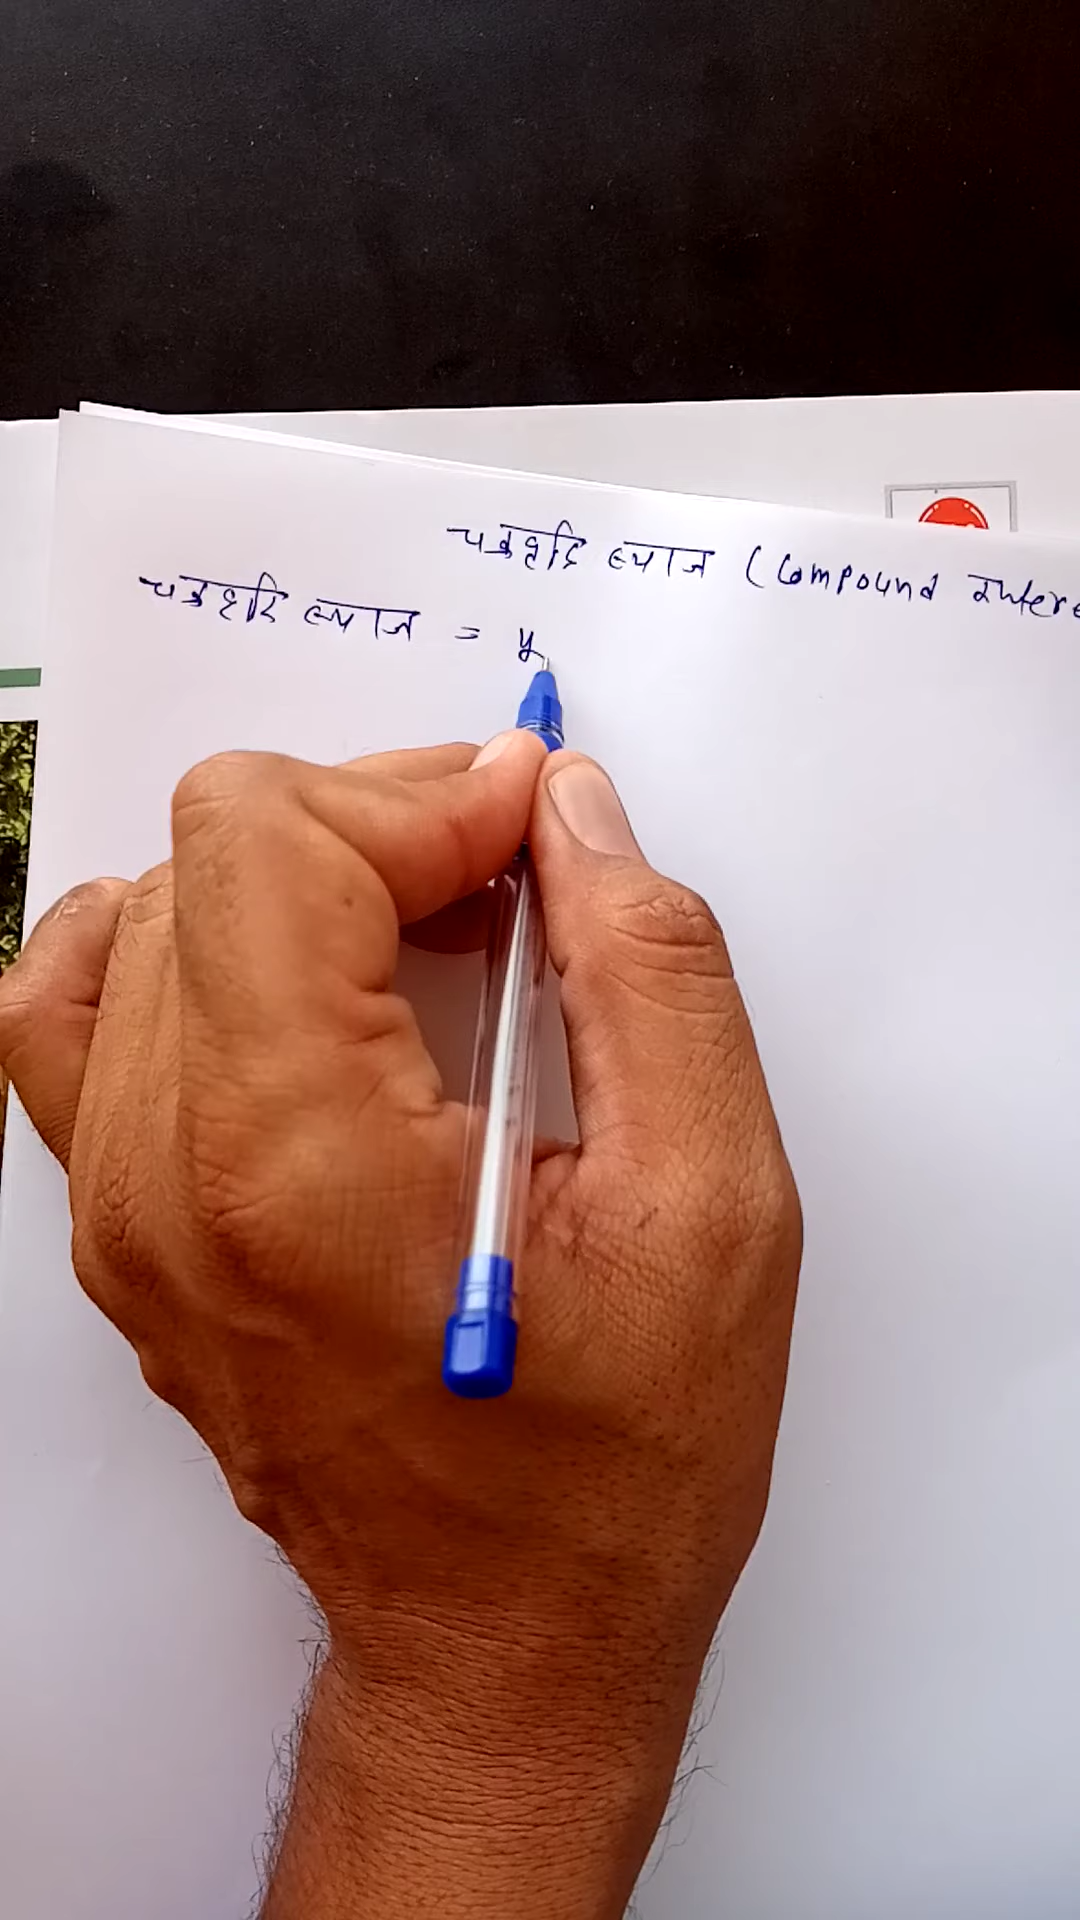 चक्रवृद्धि ब्याज (Compound Intere
चक्रवृद्धि ब्याज =